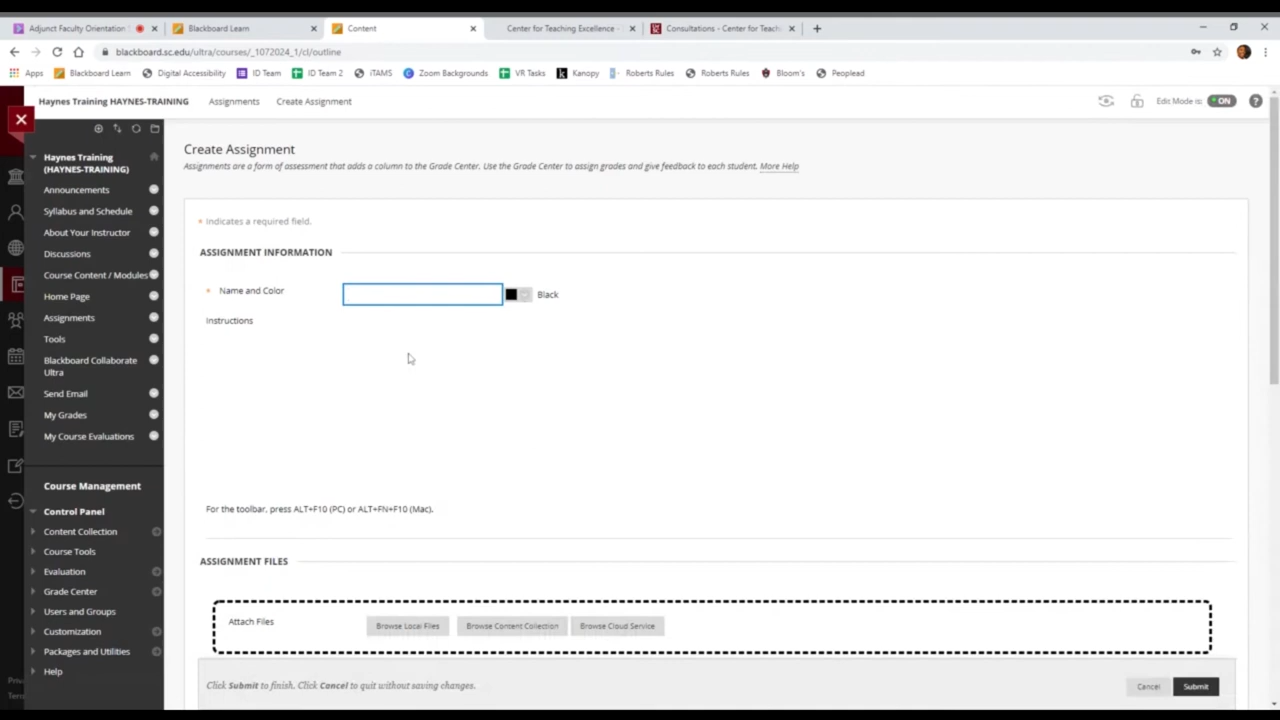 Adjunct Faculty Orientation
Blackboard Learn
Content
Center for Teaching Excellence -
Consultations - Center for Teach
blackboard.sc.edu/ultra/courses/_1072024_1/cl/outline
Apps
Blackboard Learn
Digital Accessibility
ID Team
ID Team 2
iTAMS
Zoom Backgrounds
VR Tasks
Kanopy
Roberts Rules
Roberts Rules
Bloom's
Peoplead
Haynes Training HAYNES-TRAINING
Assignments
Create Assignment
Edit Mode is:
ON
Haynes Training
(HAYNES-TRAINING)
Announcements
Syllabus and Schedule
About Your Instructor
Discussions
Course Content / Modules
Home Page
Assignments
Tools
Blackboard Collaborate
Ultra
Send Email
My Grades
My Course Evaluations
Course Management
Control Panel
Content Collection
Course Tools
Evaluation
Grade Center
Users and Groups
Customization
Packages and Utilities
Help
Create Assignment
Assignments are a form of assessment that adds a column to the Grade Center. Use the Grade Center to assign grades and give feedback to each student. More Help
* Indicates a required field.
ASSIGNMENT INFORMATION
* Name and Color
Black
Instructions
For the toolbar, press ALT+F10 (PC) or ALT+FN+F10 (Mac).
ASSIGNMENT FILES
Attach Files
Browse Local Files
Browse Content Collection
Browse Cloud Service
Click Submit to finish. Click Cancel to quit without saving changes.
Cancel
Submit